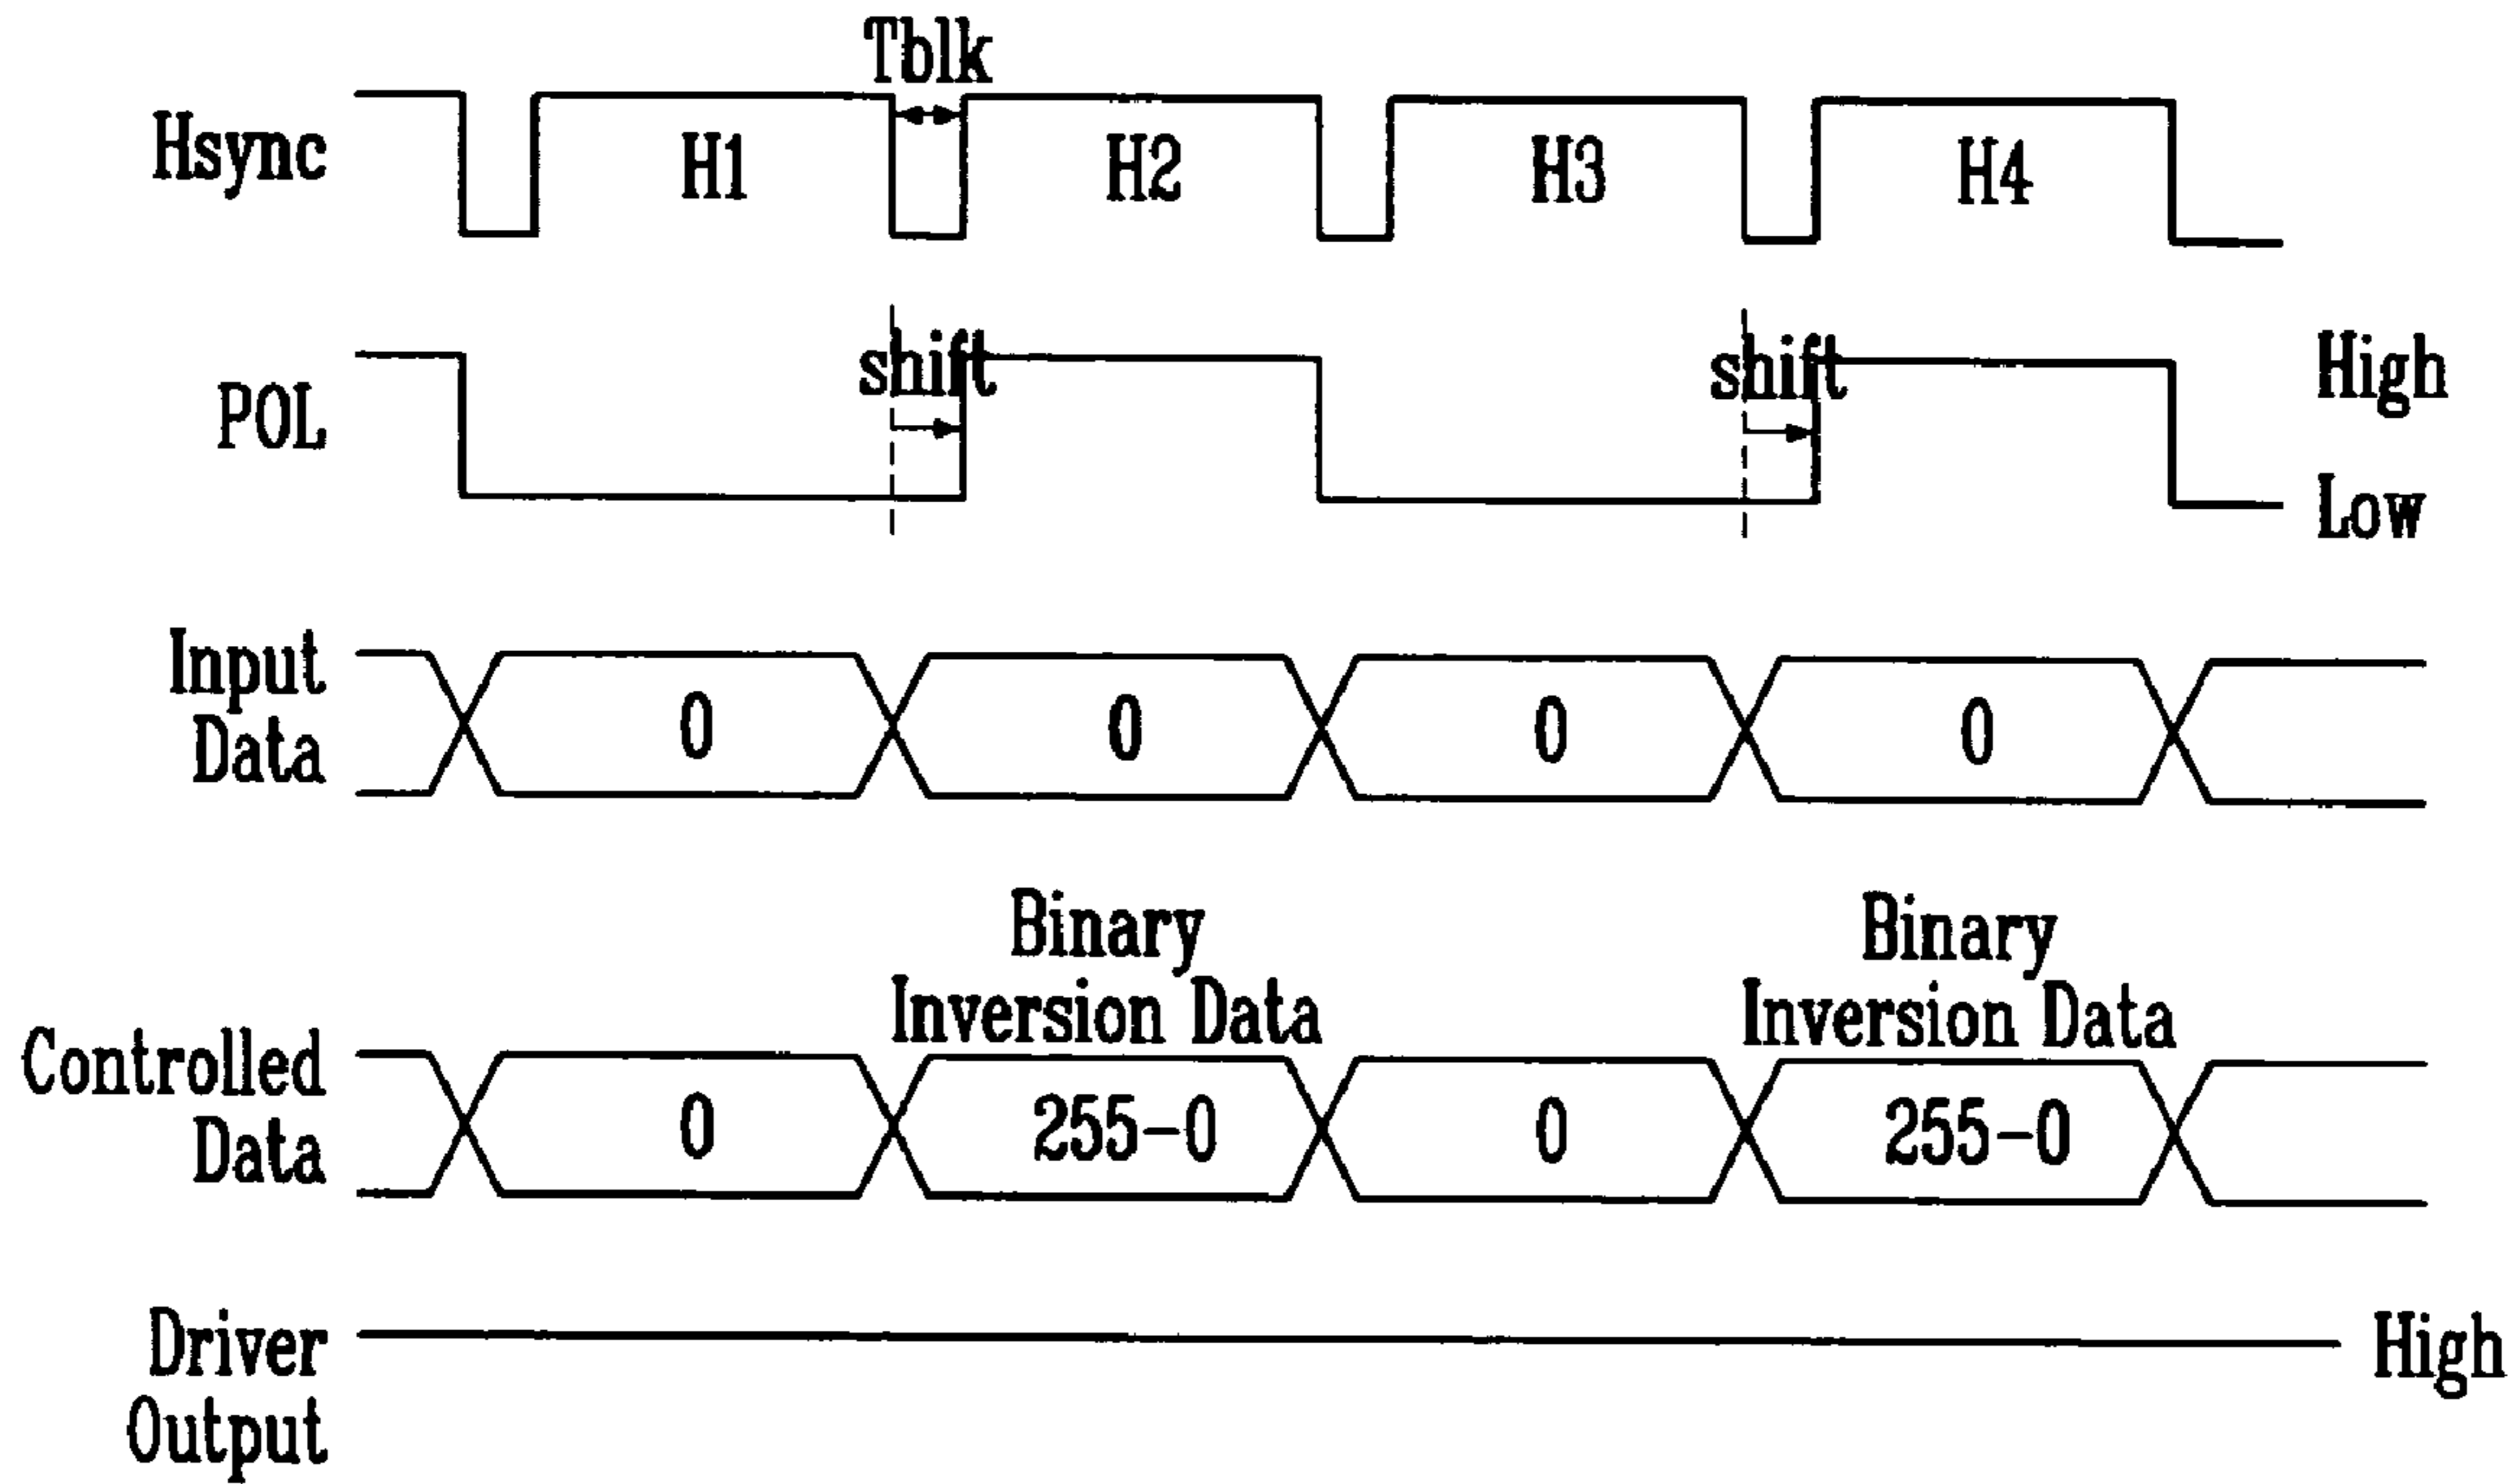 Tblk
Hsync
H1
H2
H3
H4
POL
shift
shift
High
Low
Input
Data
0
0
0
0
Binary
Inversion Data
Binary
Inversion Data
Controlled
Data
0
255-0
0
255-0
Driver
Output
High